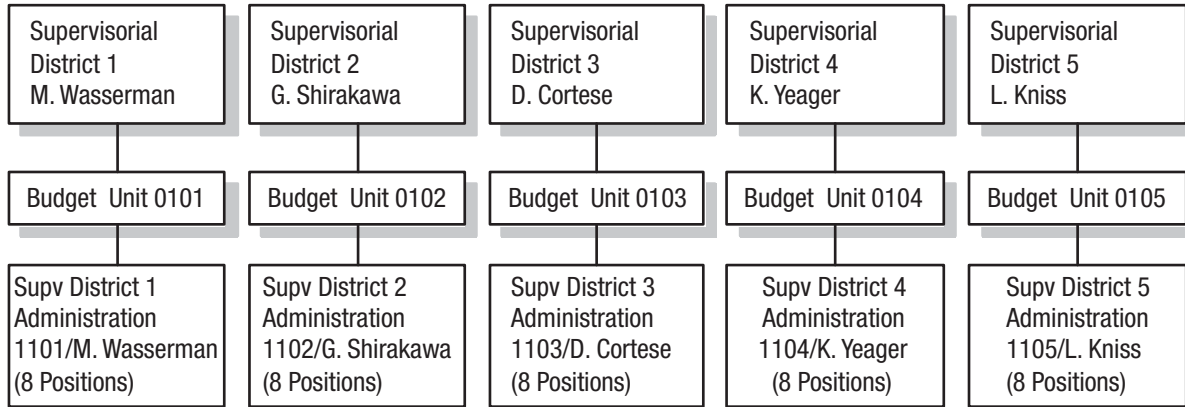 Supervisorial
District 1
M. Wasserman
Supervisorial
District 2
G. Shirakawa
Supervisorial
District 3
D. Cortese
Supervisorial
District 4
K. Yeager
Supervisorial
District 5
L. Kniss
Budget Unit 0101
Budget Unit 0102
Budget Unit 0103
Budget Unit 0104
Budget Unit 0105
Supv District 1
Administration
1101/M. Wasserman
(8 Positions)
Supv District 2
Administration
1102/G. Shirakawa
(8 Positions)
Supv District 3
Administration
1103/D. Cortese
(8 Positions)
Supv District 4
Administration
1104/K. Yeager
(8 Positions)
Supv District 5
Administration
1105/L. Kniss
(8 Positions)